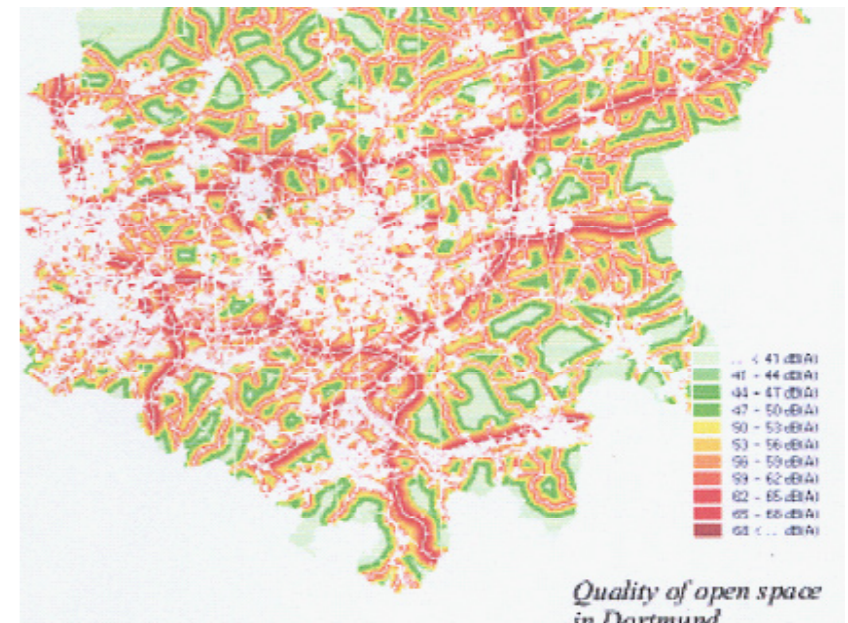 ... < 41 dB(A)
41 - 44 dB(A)
44 - 47 dB(A)
47 - 50 dB(A)
50 - 53 dB(A)
53 - 56 dB(A)
56 - 59 dB(A)
59 - 62 dB(A)
62 - 65 dB(A)
65 - 68 dB(A)
68 < ... dB(A)
Quality of open space
in Dortmund